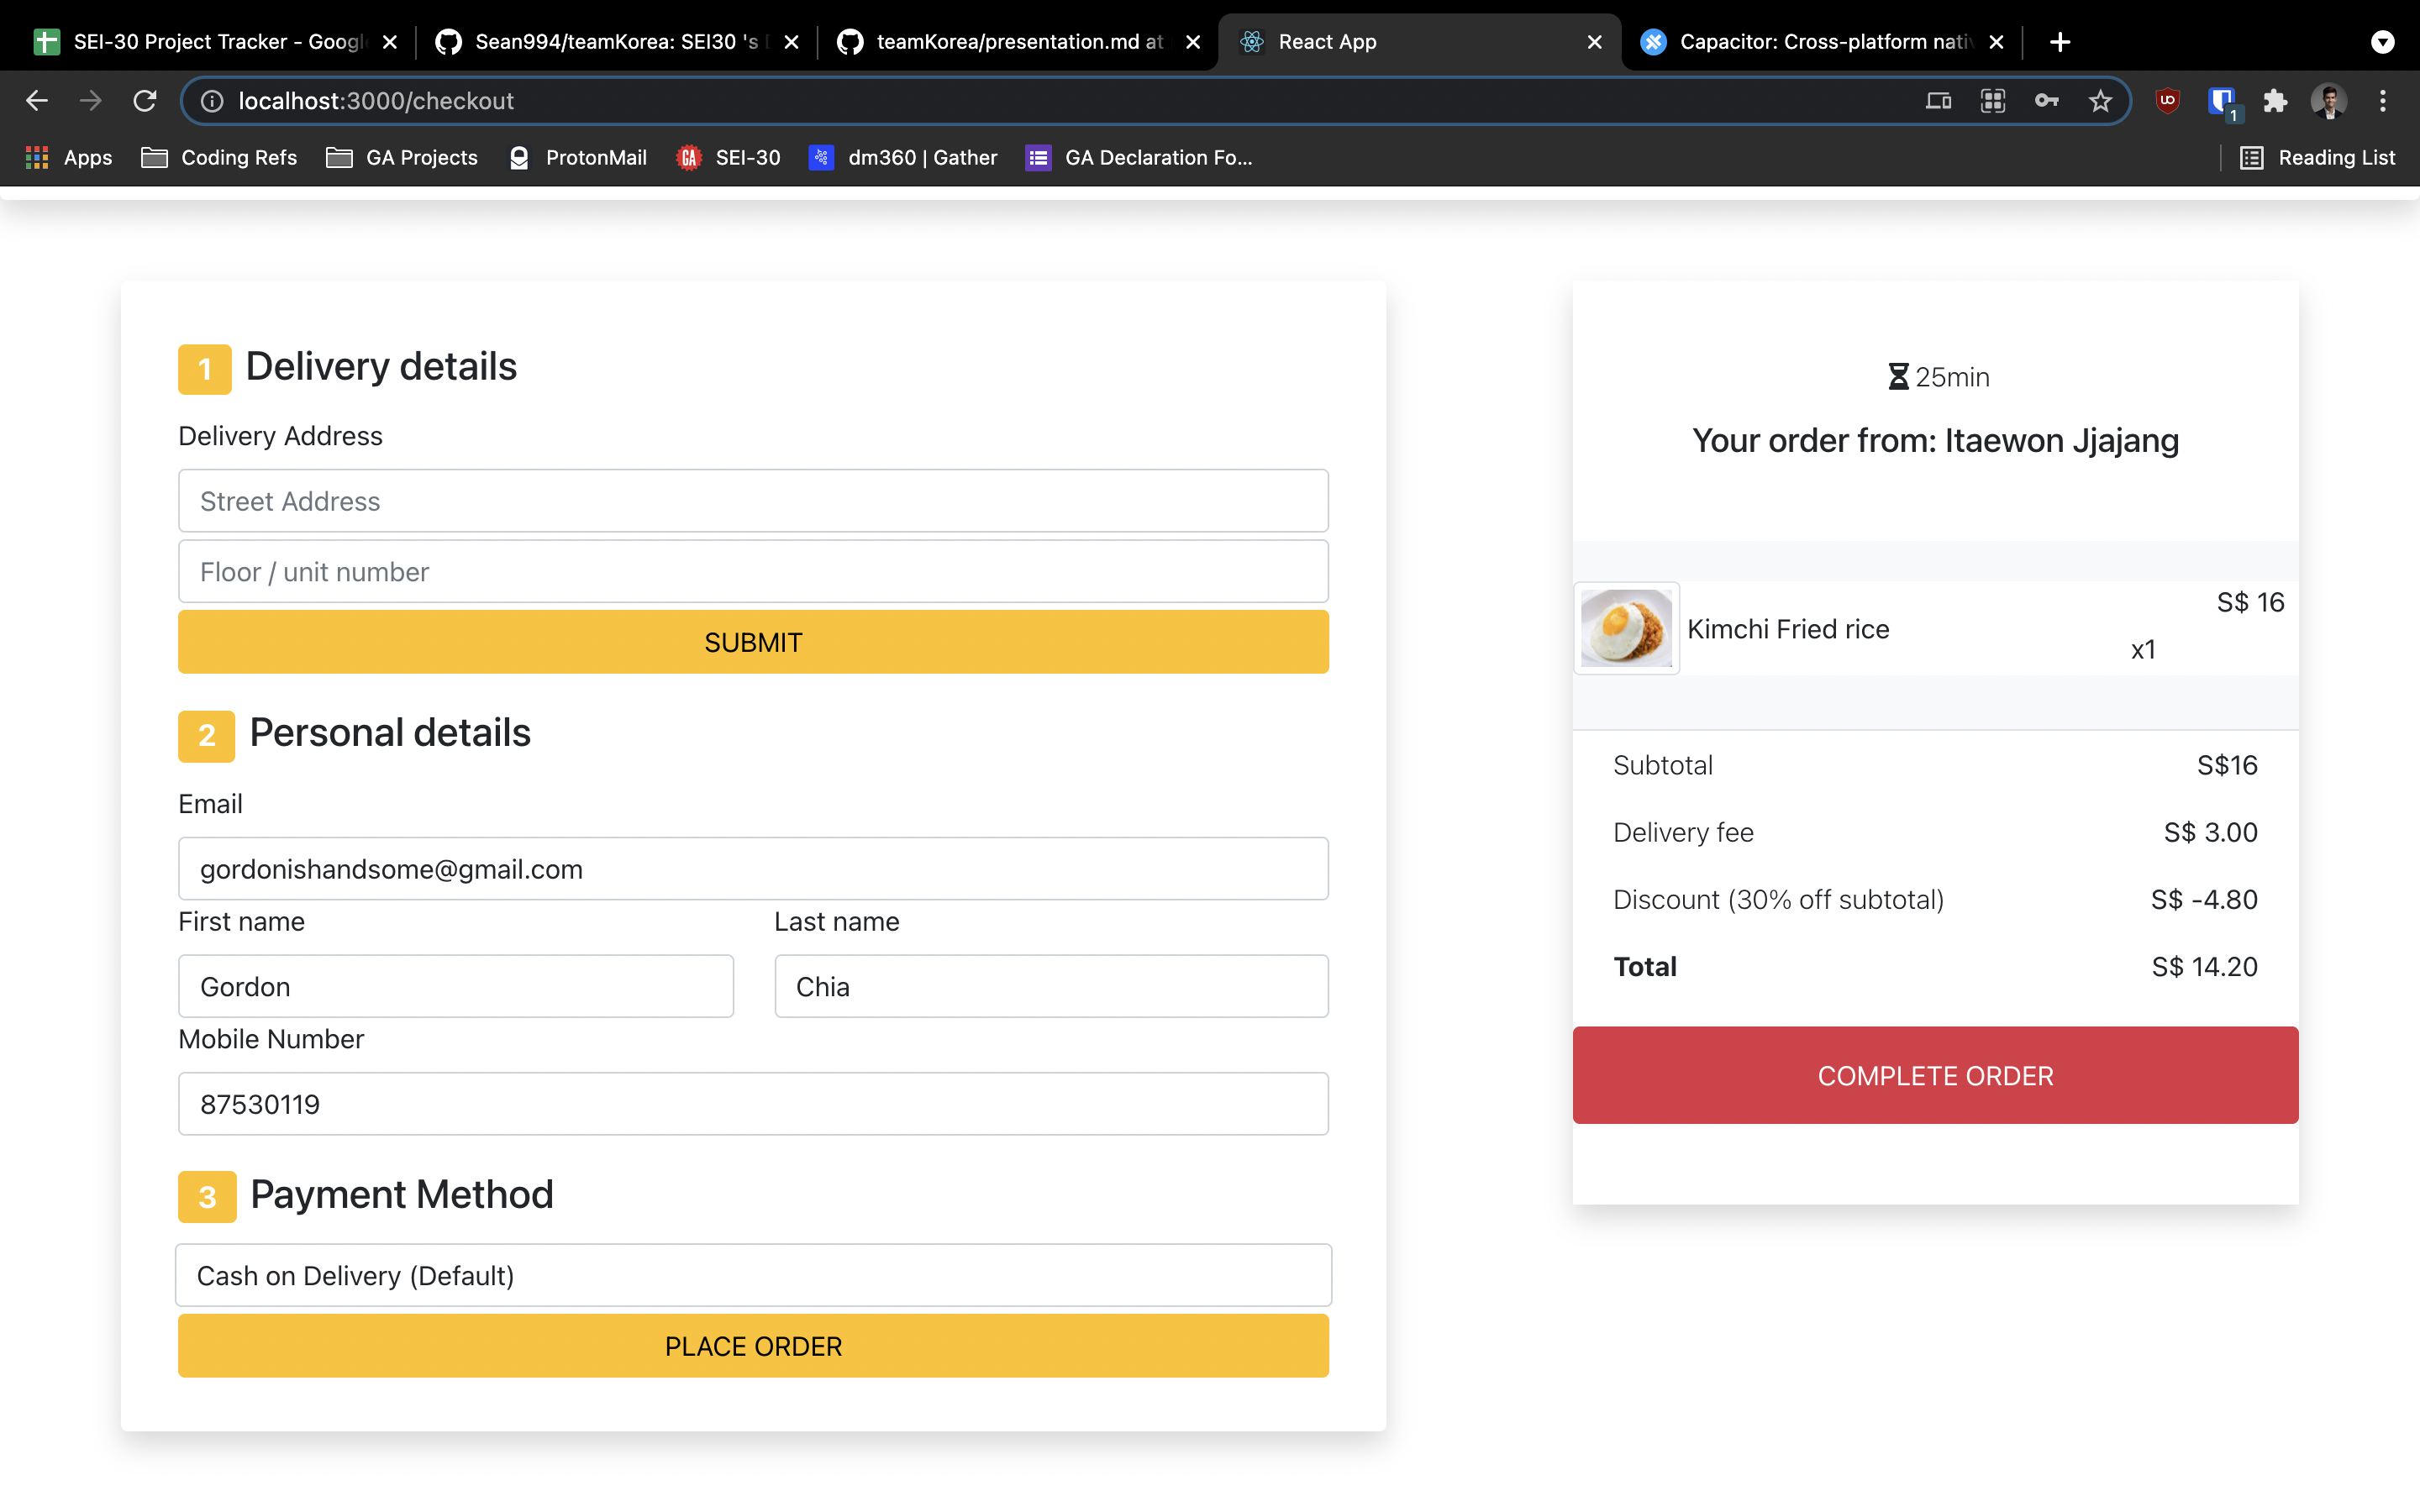 SEI-30 Project Tracker - Googl
Sean994/teamKorea: SEI30 's
teamKorea/presentation.md at
React App
Capacitor: Cross-platform nati
localhost:3000/checkout
1
Apps
Coding Refs
GA Projects
ProtonMail
GA
SEI-30
dm360 | Gather
GA Declaration Fo...
Reading List
1 Delivery details
Delivery Address
Street Address
Floor / unit number
SUBMIT
2 Personal details
Email
gordonishandsome@gmail.com
First name
Last name
Gordon
Chia
Mobile Number
87530119
3 Payment Method
Cash on Delivery (Default)
PLACE ORDER
25min
Your order from: Itaewon Jjajang
Kimchi Fried rice
S$ 16
x1
Subtotal S$16
Delivery fee S$ 3.00
Discount (30% off subtotal) S$ -4.80
Total S$ 14.20
COMPLETE ORDER